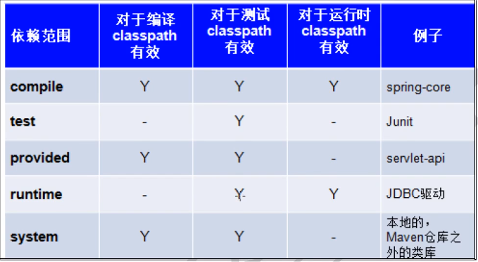 依赖范围 对于编译classpath有效 对于测试classpath有效 对于运行时classpath有效 例子
compile Y Y Y spring-core
test - Y - Junit
provided Y Y - servlet-api
runtime - Y Y JDBC驱动
system Y Y - 本地的，Maven仓库之外的类库